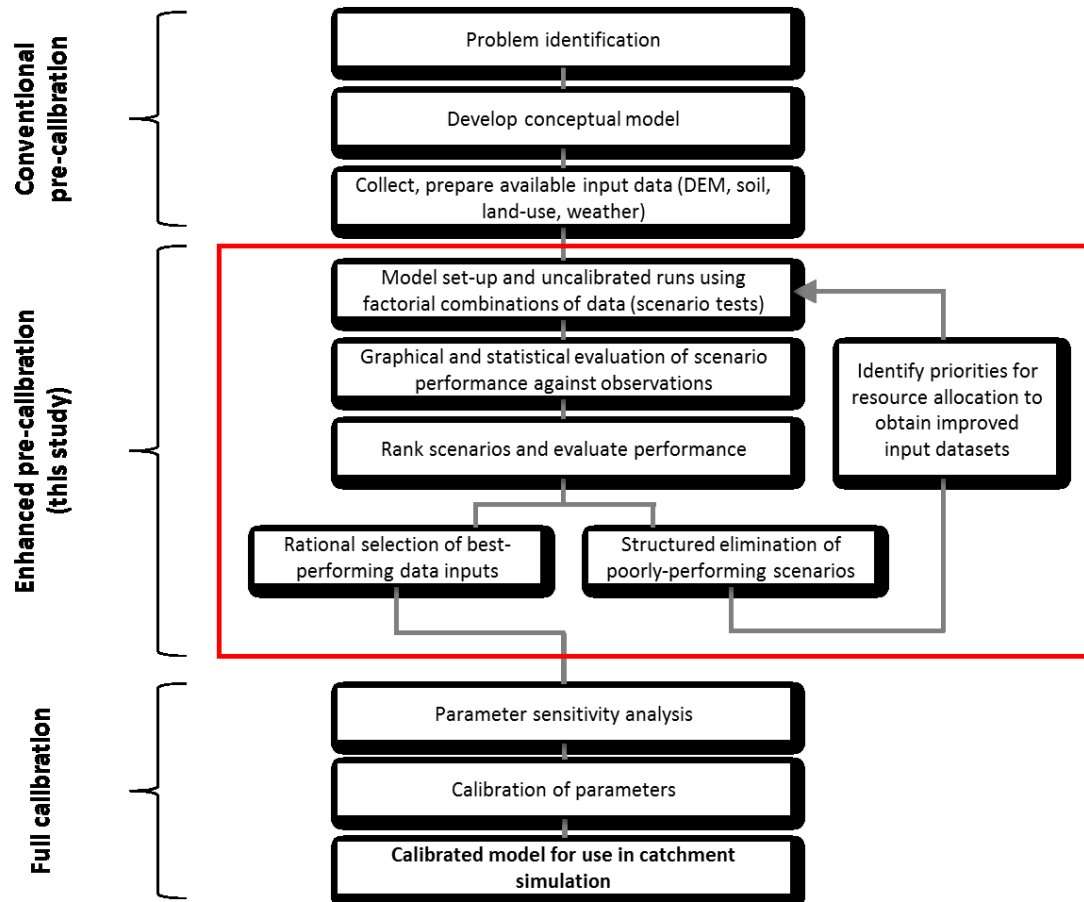 Conventional
pre-calibration
Problem identification
Develop conceptual model
Collect, prepare available input data (DEM, soil,
land-use, weather)
Enhanced pre-calibration
(this study)
Model set-up and uncalibrated runs using
factorial combinations of data (scenario tests)
Graphical and statistical evaluation of scenario
performance against observations
Rank scenarios and evaluate performance
Identify priorities for
resource allocation to
obtain improved
input datasets
Rational selection of best-
performing data inputs
Structured elimination of
poorly-performing scenarios
Full calibration
Parameter sensitivity analysis
Calibration of parameters
Calibrated model for use in catchment
simulation